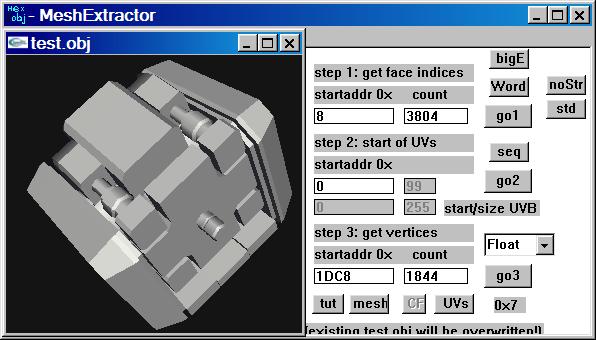 Hex
obj - MeshExtractor
test.obj
bigE
step 1: get face indices
Word
noStr
startaddr 0x count
std
8 3804
go1
step 2: start of UVs
seq
startaddr 0x
go2
0 99
0 255 start/size UVB
step 3: get vertices
Float
startaddr 0x count
1DC8 1844
go3
tut mesh CF UVs 0x7
(existing test.obj will be overwritten!)